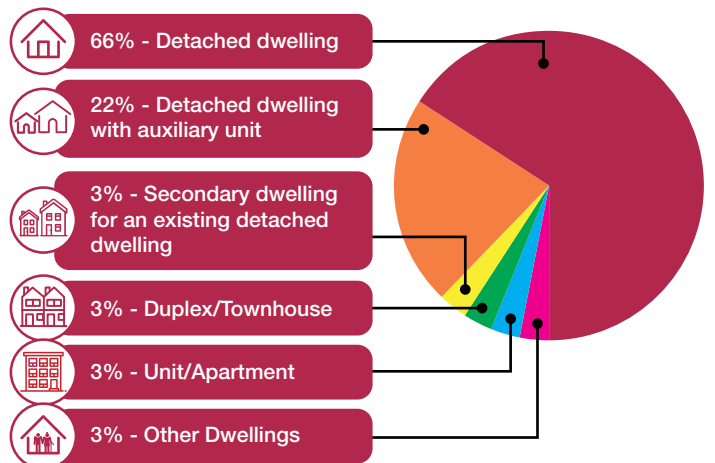 66% - Detached dwelling
22% - Detached dwelling
with auxiliary unit
3% - Secondary dwelling
for an existing detached
dwelling
3% - Duplex/Townhouse
3% - Unit/Apartment
3% - Other Dwellings